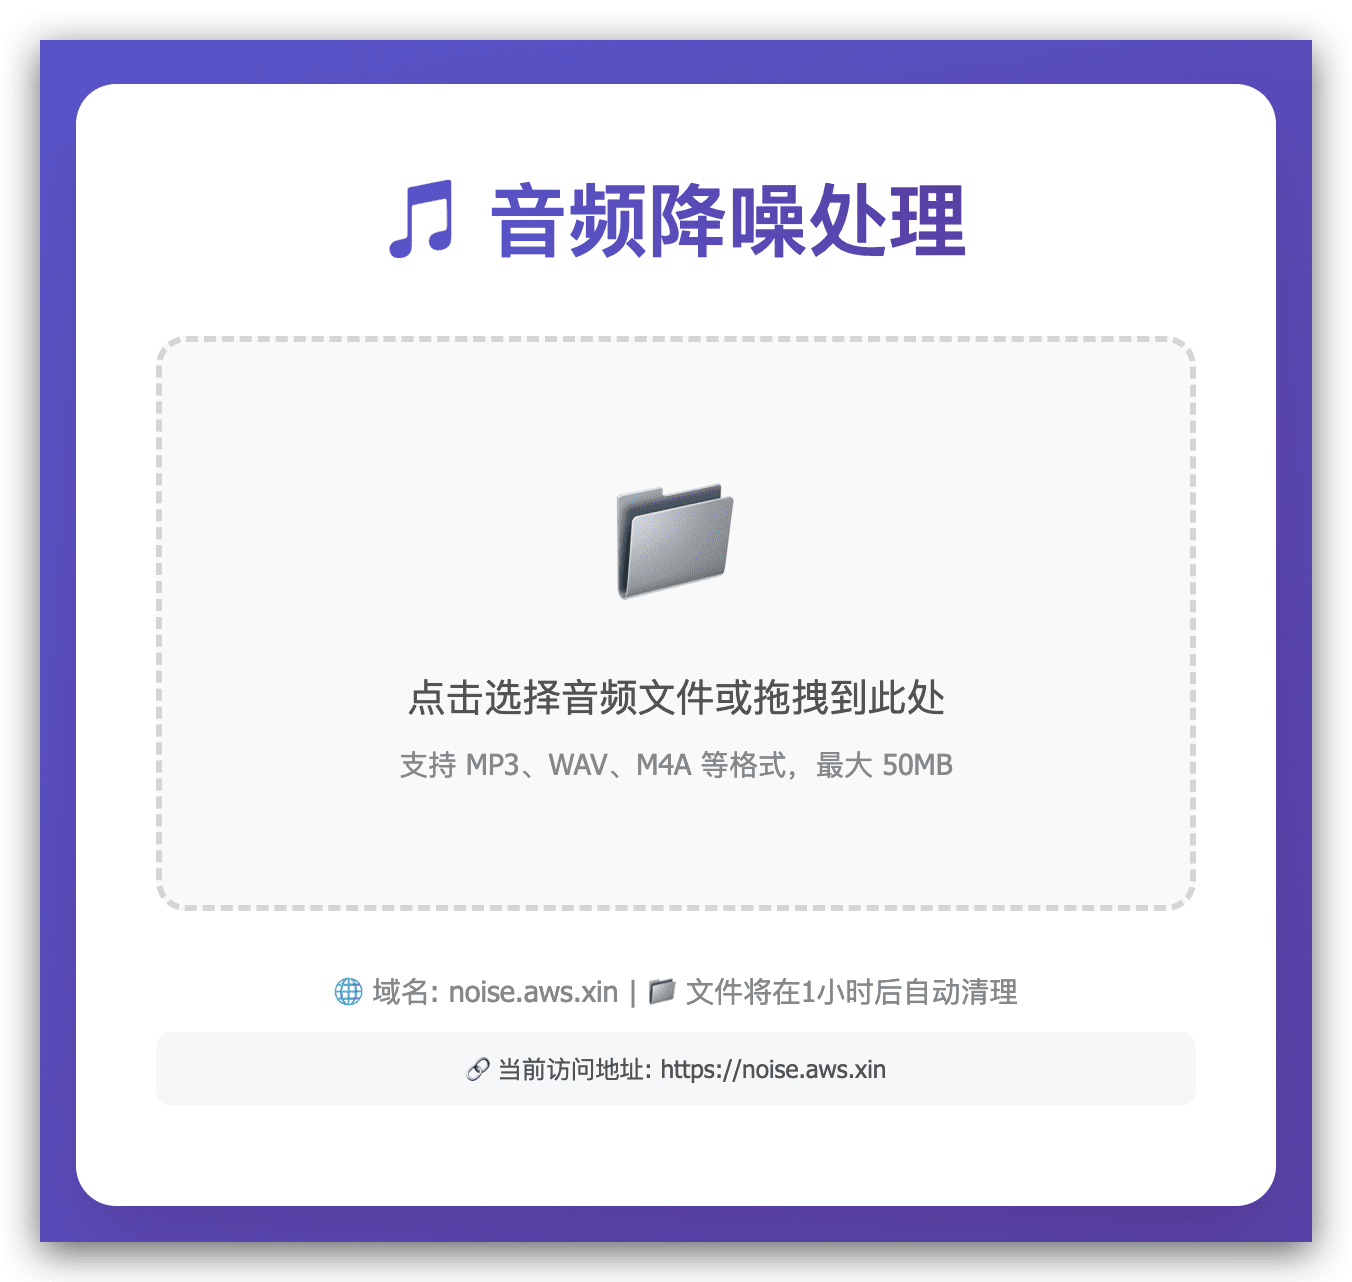 🎵 音频降噪处理
点击选择音频文件或拖拽到此处
支持 MP3、WAV、M4A 等格式，最大 50MB
🌐 域名: noise.aws.xin | 📁 文件将在1小时后自动清理
🔗 当前访问地址: https://noise.aws.xin